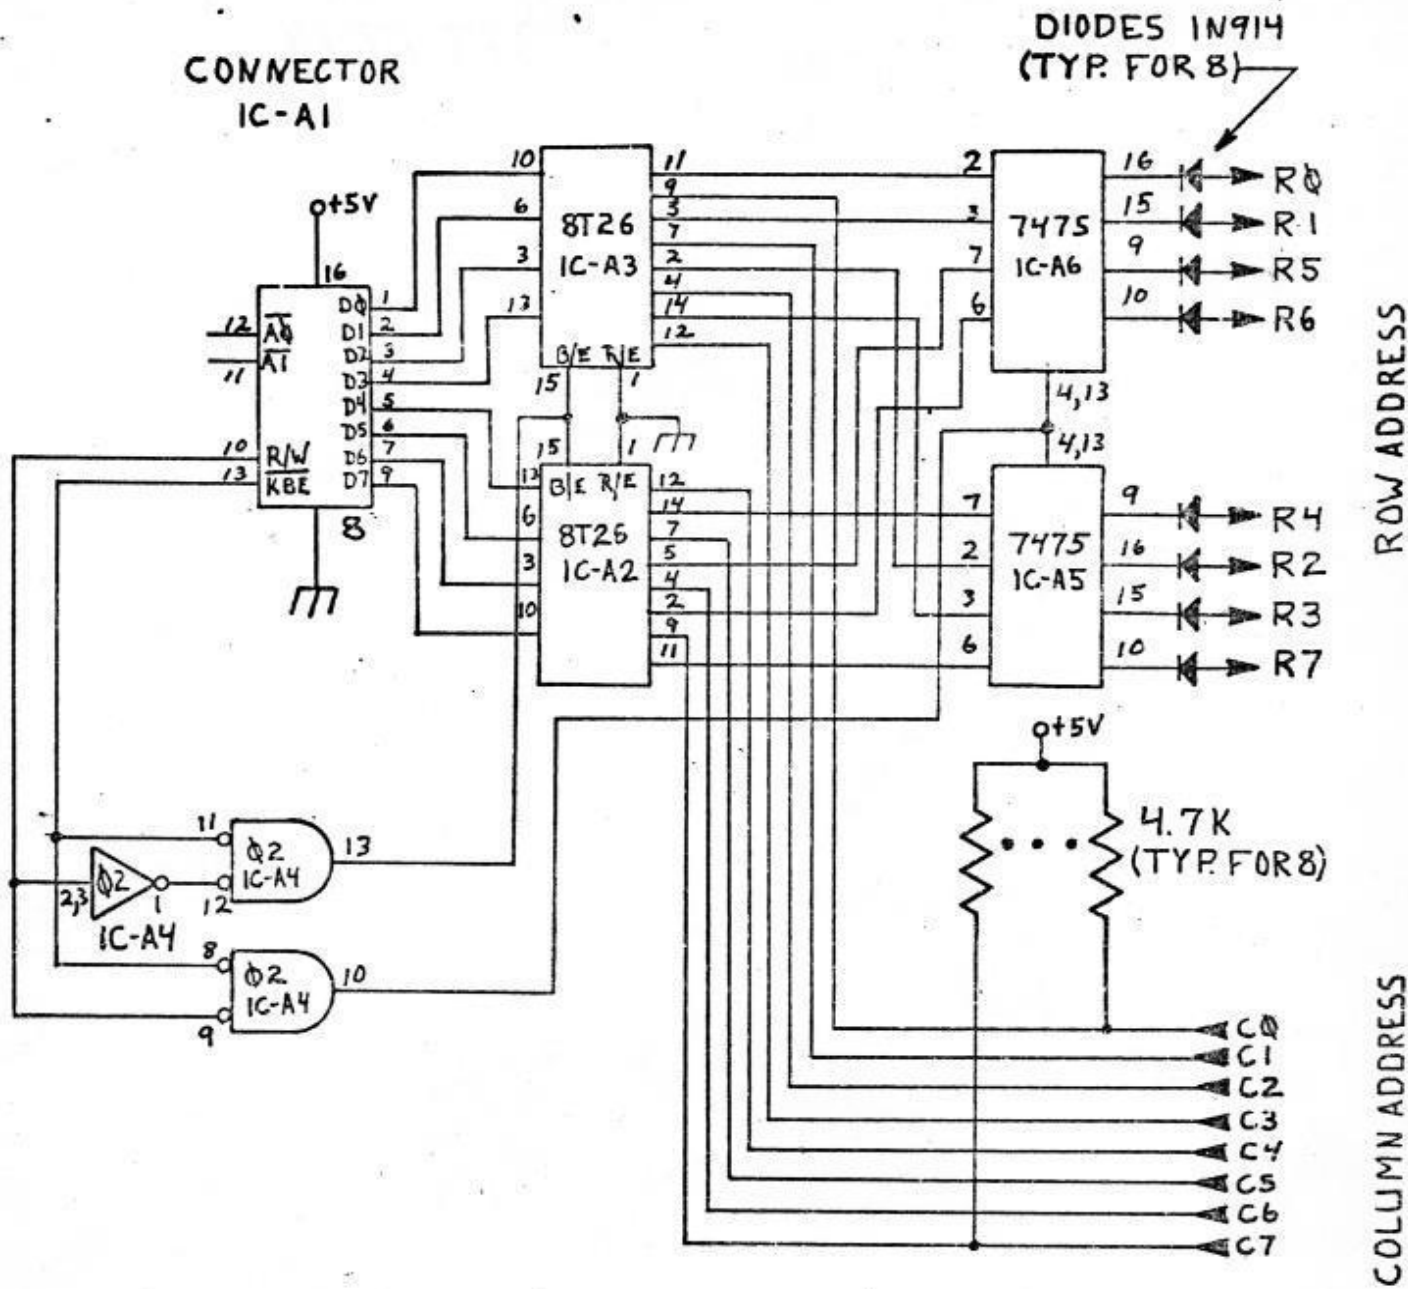 DIODES 1N914
(TYP. FOR 8)
CONNECTOR
IC-A1
+5V
16
12 A0
11 A1
10 R/W
13 KBE
D0 1
D1 2
D2 3
D3 4
D4 5
D5 6
D6 7
D7 9
8
10
6
3
13
8T26
IC-A3
B/E R/E
15 1
11
9
5
7
2
4
14
12
15 1
13
6
3
10
B/E R/E
8T26
IC-A2
12
14
7
5
4
2
9
11
2
3
7
6
7475
IC-A6
16
15
9
10
4,13
4,13
R0
R1
R5
R6
7
2
3
6
7475
IC-A5
9
16
15
10
R4
R2
R3
R7
ROW ADDRESS
+5V
4.7K
(TYP. FOR 8)
11
Φ2
IC-A4
13
2,3
Φ2
1
12
IC-A4
8
Φ2
IC-A4
10
9
C0
C1
C2
C3
C4
C5
C6
C7
COLUMN ADDRESS